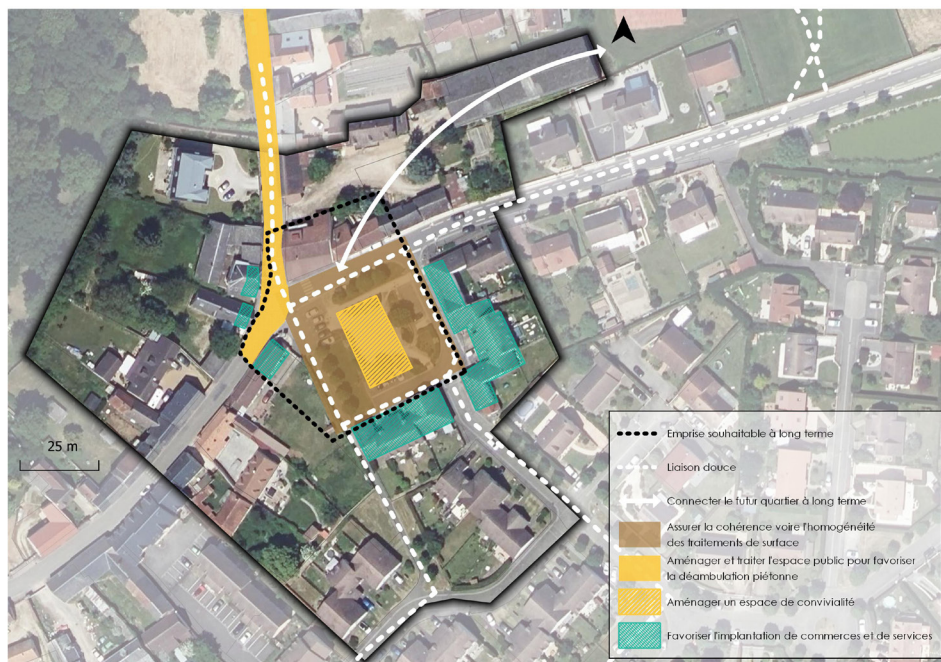 25 m
Emprise souhaitable à long terme
Liaison douce
Connecter le futur quartier à long terme
Assurer la cohérence voire l'homogénéité
des traitements de surface
Aménager et traiter l'espace public pour favoriser
la déambulation piétonne
Aménager un espace de convivialité
Favoriser l'implantation de commerces et de services